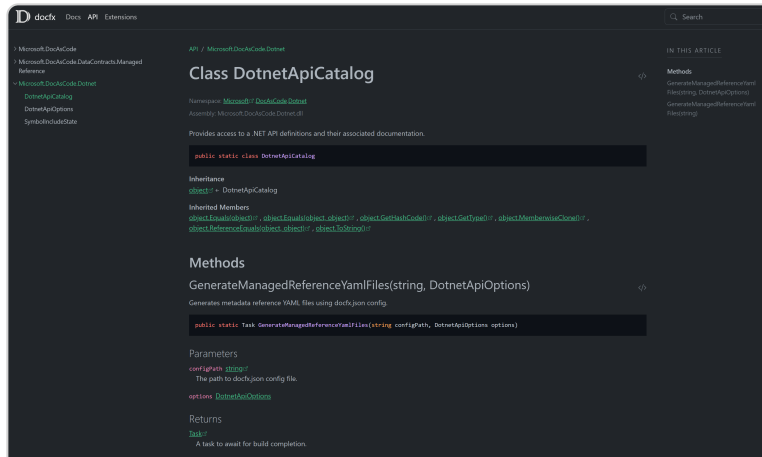 docfx
Docs API Extensions
Search
Microsoft.DocAsCode
Microsoft.DocAsCode.DataContracts.Managed
Reference
Microsoft.DocAsCode.Dotnet
DotnetApiCatalog
DotnetApiOptions
SymbolIncludeState
API / Microsoft.DocAsCode.Dotnet
Class DotnetApiCatalog
Namespace: Microsoft.DocAsCode.Dotnet
Assembly: Microsoft.DocAsCode.Dotnet.dll
Provides access to a .NET API definitions and their associated documentation.
public static class DotnetApiCatalog
Inheritance
object ← DotnetApiCatalog
Inherited Members
object.Equals(object) , object.Equals(object, object) , object.GetHashCode() , object.GetType() , object.MemberwiseClone() ,
object.ReferenceEquals(object, object) , object.ToString()
Methods
GenerateManagedReferenceYamlFiles(string, DotnetApiOptions)
Generates metadata reference YAML files using docfx.json config.
public static Task GenerateManagedReferenceYamlFiles(string configPath, DotnetApiOptions options)
Parameters
configPath string
The path to docfx.json config file.
options DotnetApiOptions
Returns
Task
A task to await for build completion.
IN THIS ARTICLE
Methods
GenerateManagedReferenceYaml
Files(string, DotnetApiOptions)
GenerateManagedReferenceYaml
Files(string)